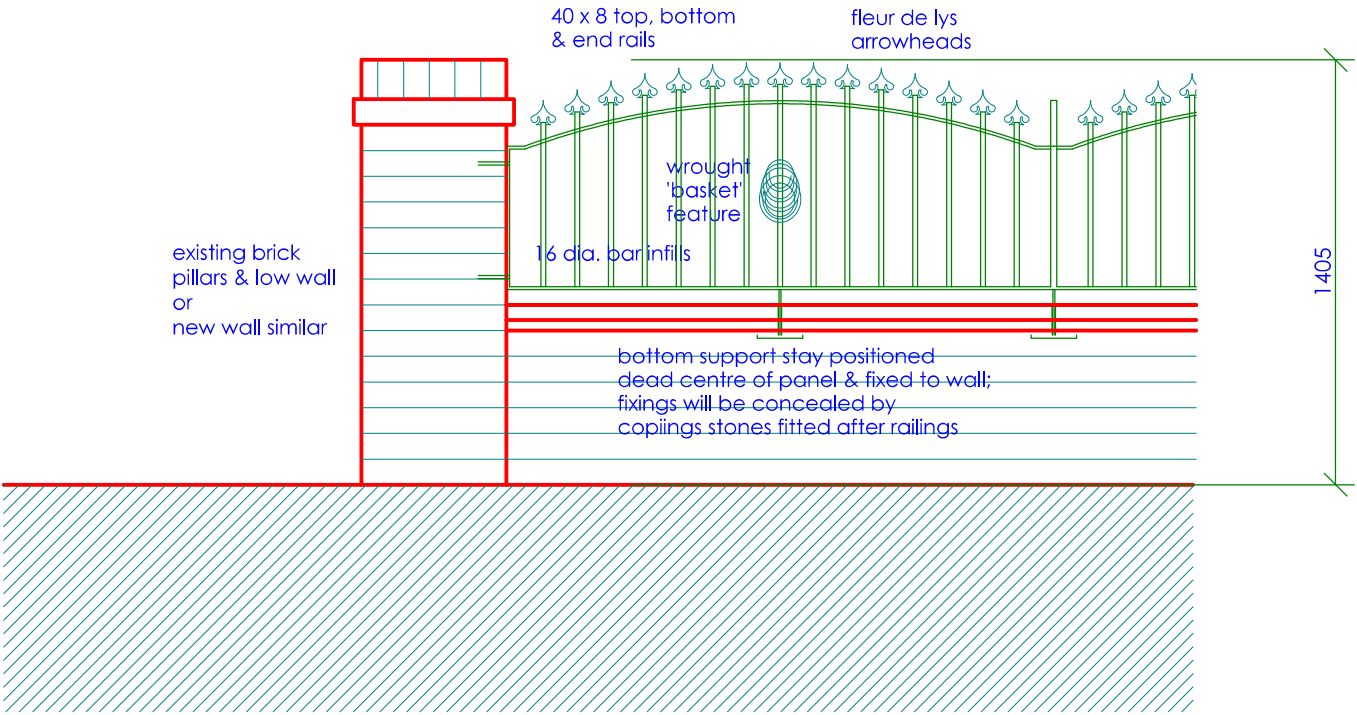 40 x 8 top, bottom
& end rails
fleur de lys
arrowheads
wrought
'basket'
feature
16 dia. bar infills
existing brick
pillars & low wall
or
new wall similar
1405
bottom support stay positioned
dead centre of panel & fixed to wall;
fixings will be concealed by
copiings stones fitted after railings